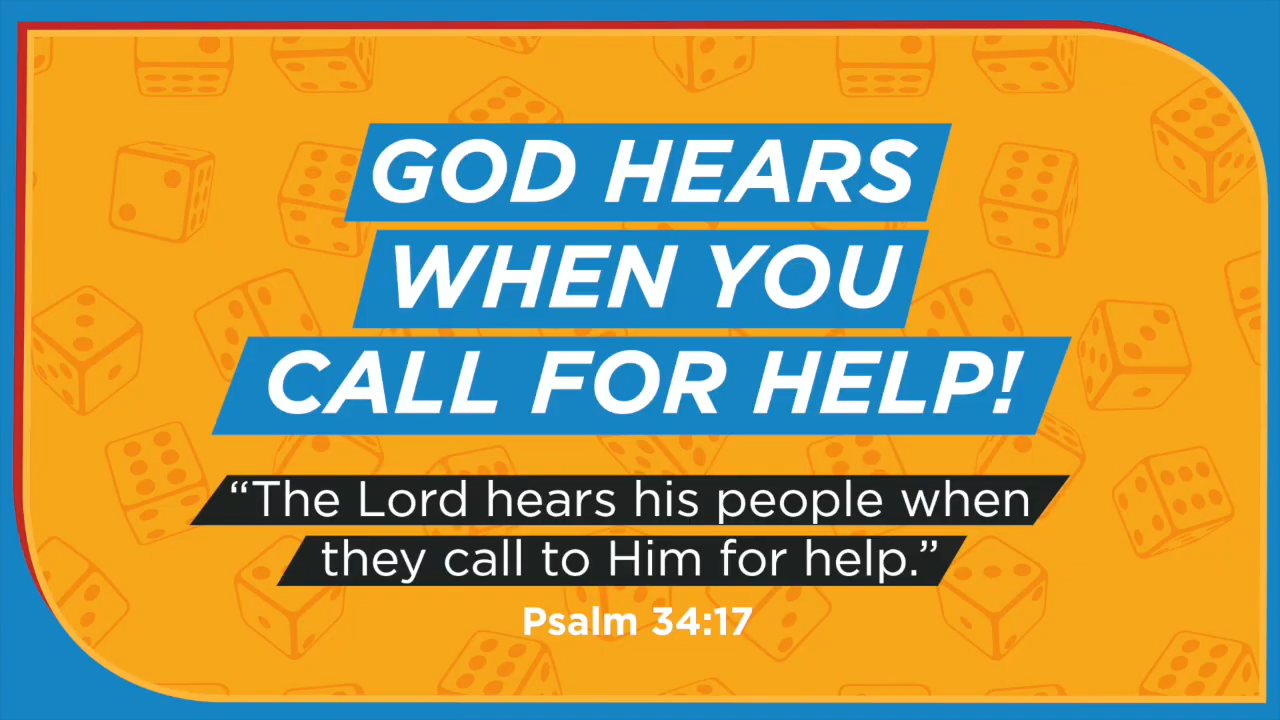 GOD HEARS
WHEN YOU
CALL FOR HELP!
“The Lord hears his people when
they call to Him for help.”
Psalm 34:17